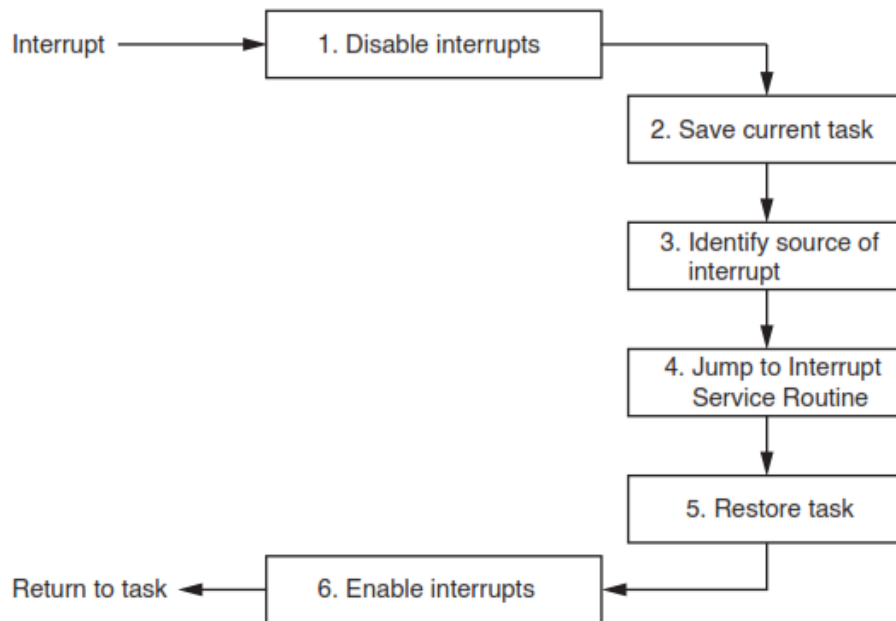 Interrupt
1. Disable interrupts
2. Save current task
3. Identify source of
interrupt
4. Jump to Interrupt
Service Routine
5. Restore task
Return to task
6. Enable interrupts